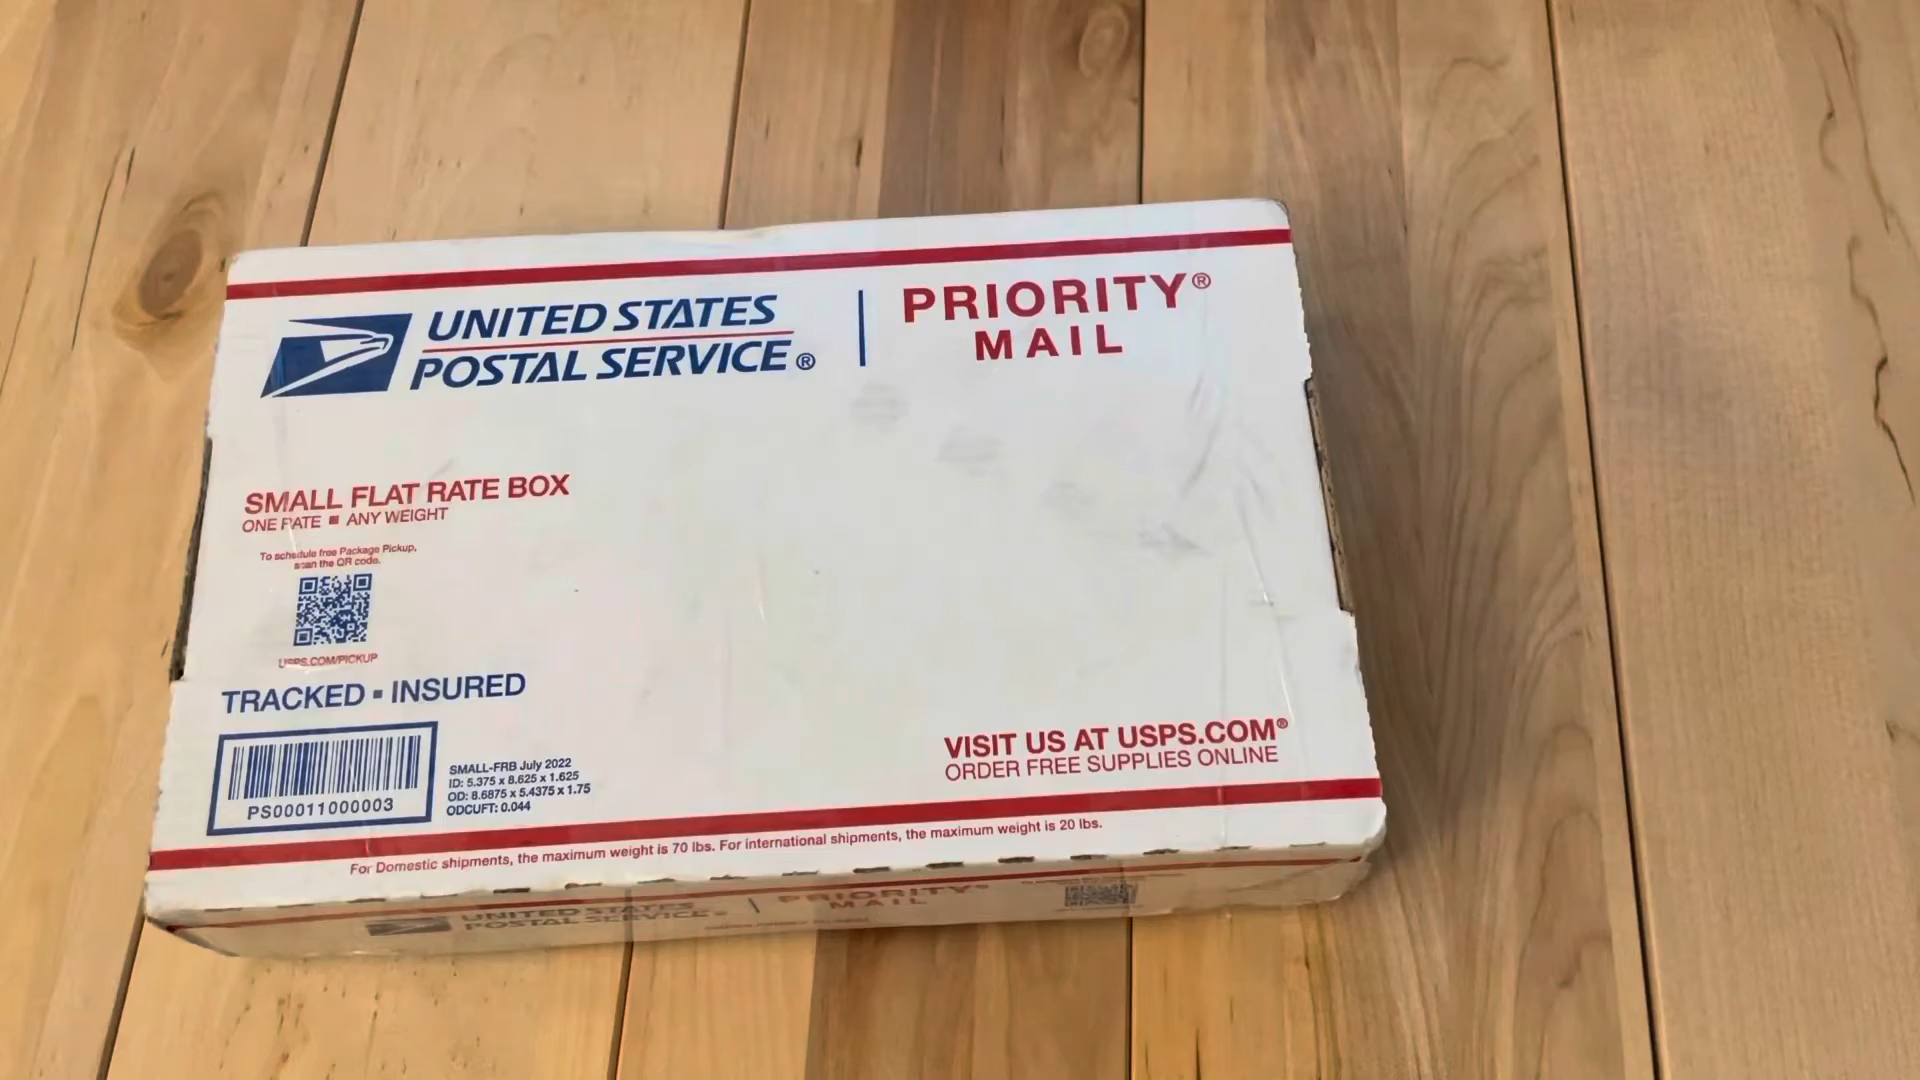 UNITED STATES
POSTAL SERVICE®
PRIORITY®
MAIL
SMALL FLAT RATE BOX
ONE RATE ■ ANY WEIGHT
To schedule free Package Pickup,
scan the QR code.
USPS.COM/PICKUP
TRACKED ▪ INSURED
PS00011000003
SMALL-FRB July 2022
ID: 5.375 x 8.625 x 1.625
OD: 8.6875 x 5.4375 x 1.75
ODCUFT: 0.044
VISIT US AT USPS.COM®
ORDER FREE SUPPLIES ONLINE
For Domestic shipments, the maximum weight is 70 lbs. For international shipments, the maximum weight is 20 lbs.
UNITED STATES
POSTAL SERVICE®
PRIORITY®
MAIL